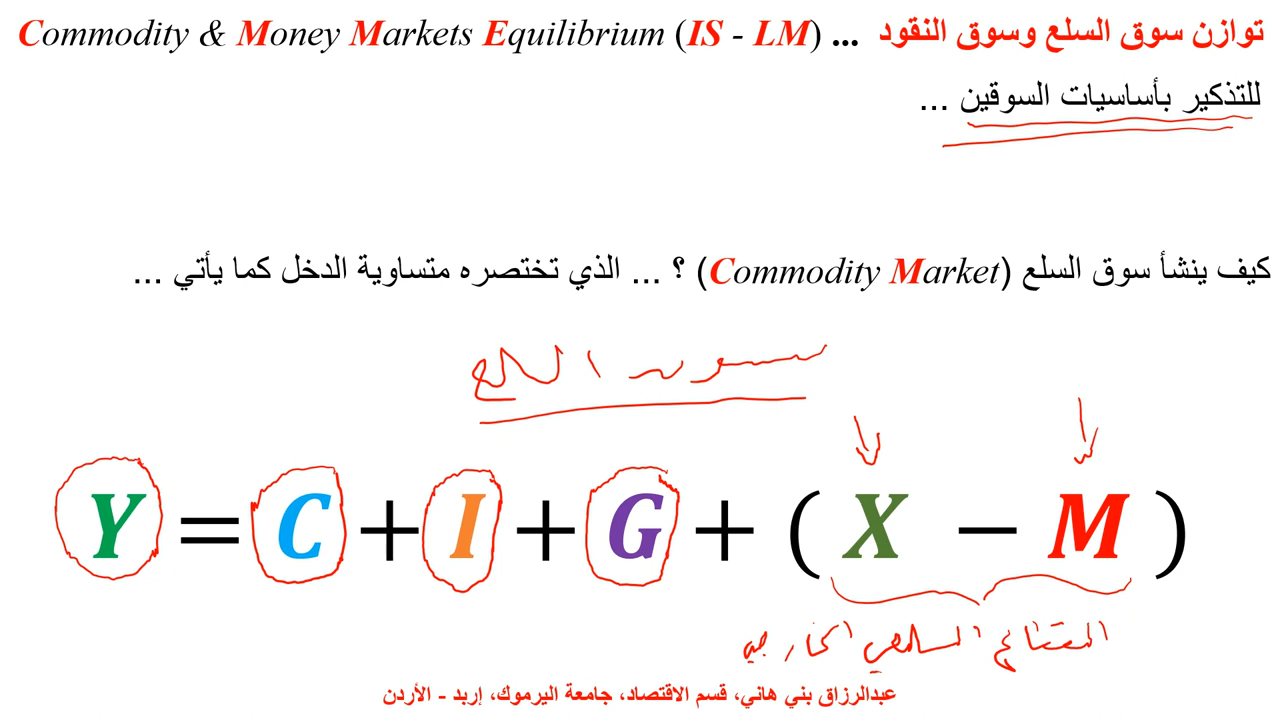 توازن سوق السلع وسوق النقود ... Commodity & Money Markets Equilibrium (IS - LM)
للتذكير بأساسيات السوقين ...
كيف ينشأ سوق السلع (Commodity Market) ؟ ... الذي تختصره متساوية الدخل كما يأتي ...
سوق السلع
Y = C + I + G + ( X − M )
القطاع السلعي الخارجي
عبدالرزاق بني هاني، قسم الاقتصاد، جامعة اليرموك، إربد - الأردن